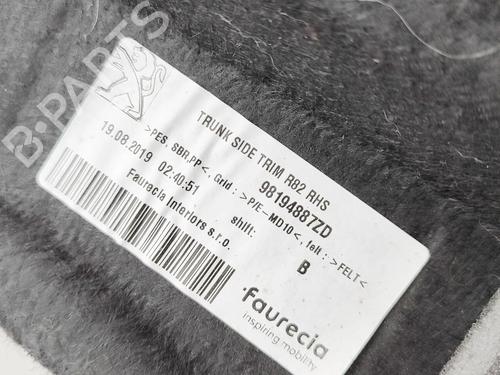 B-PARTS
TRUNK SIDE TRIM R82 RHS
>PES, SBR,PP<, Grid : >P/E-MD10<, felt : >FELT<
98194887ZD
19.08.2019 02:40:51
shift:
B
Faurecia Interiors s.r.o.
faurecia
inspiring mobility